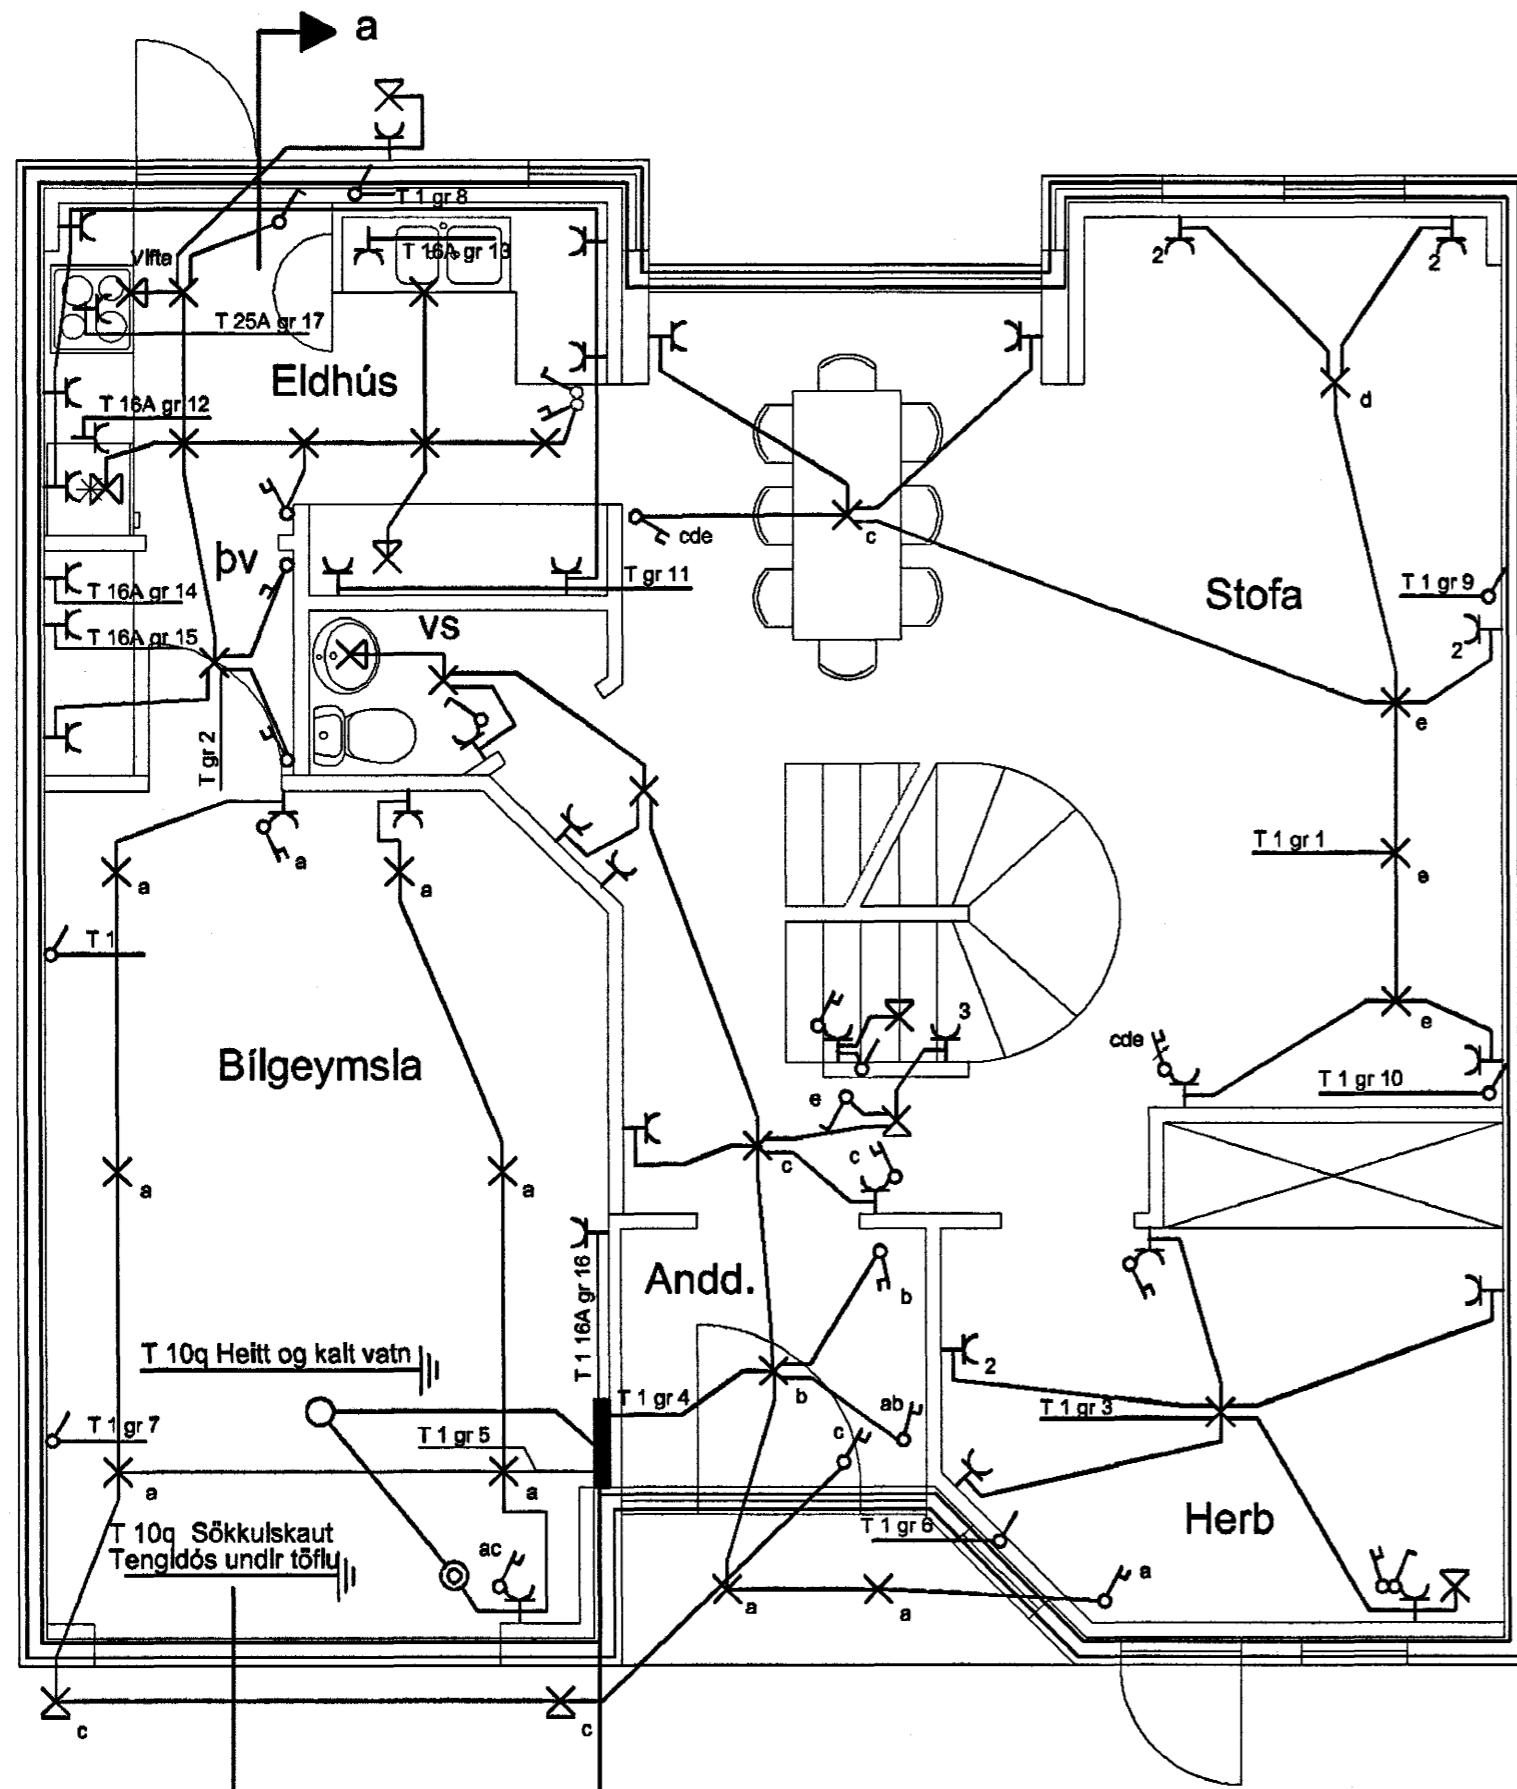 a
T 1 gr 8
Vifta
T 16A gr 13
2
2
T 25A gr 17
Eldhús
d
T 16A gr 12
cde
c
þv
T gr 11
T 16A gr 14
Stofa
T 1 gr 9
vs
T 16A gr 15
2
e
T gr 2
T 1 gr 1
a
a
a
e
T 1
3
e
cde
Bílgeymsla
T 1 gr 10
e
c
c
a
a
T 1 16A gr 16
Andd.
b
T 10q Heitt og kalt vatn
2
b
T 1 gr 4
ab
T 1 gr 3
T 1 gr 7
T 1 gr 5
c
a
a
T 1 gr 6
Herb
T 10q Sökkulskaut
Tengidós undir töflu
ac
a
a
a
c
c